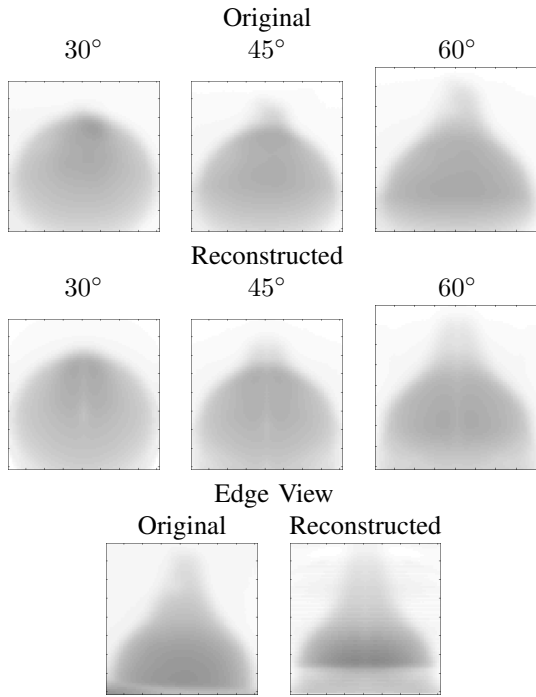 Original
30° 45° 60°
Reconstructed
30° 45° 60°
Edge View
Original Reconstructed